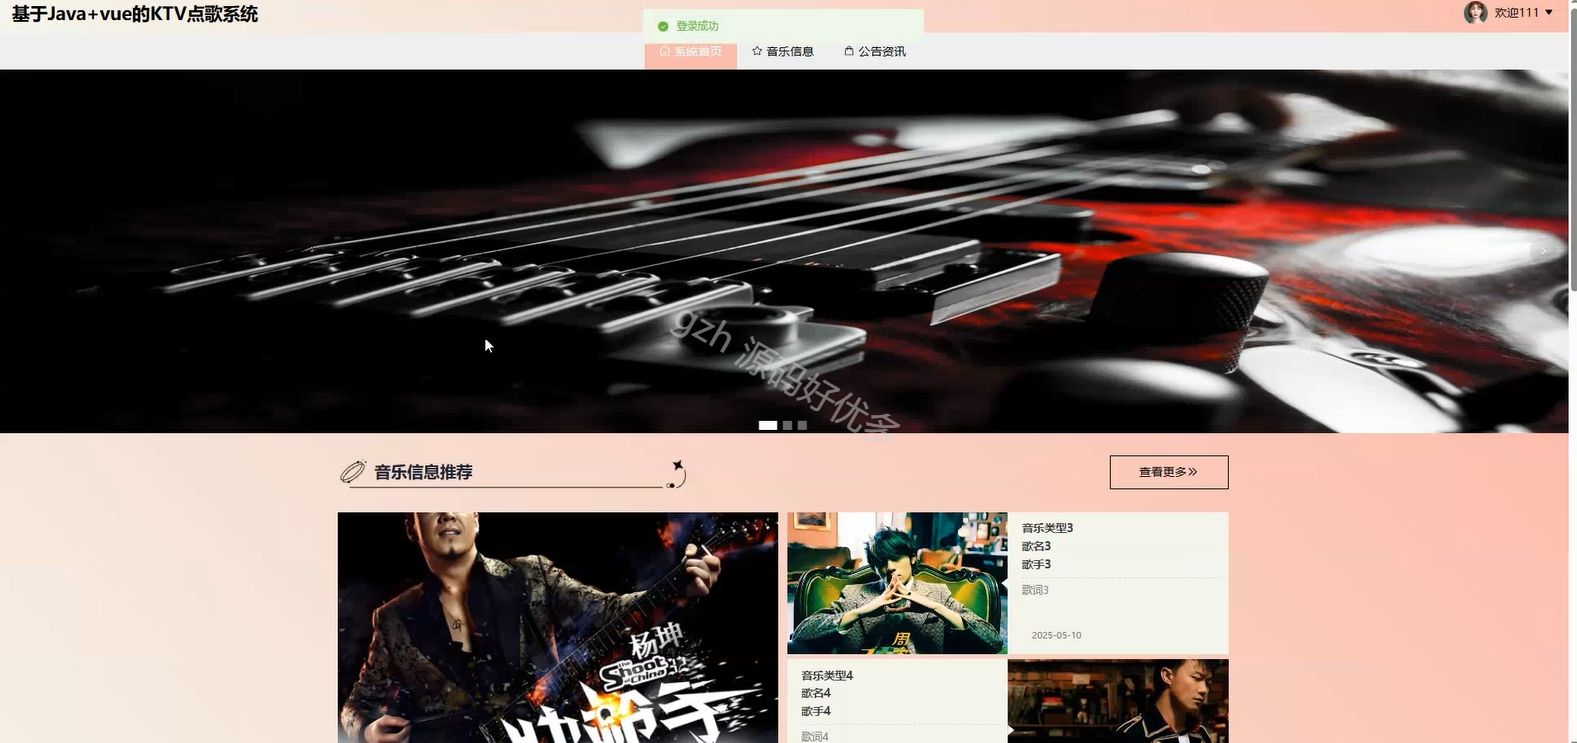 基于Java+vue的KTV点歌系统
登录成功
欢迎111
系统首页
音乐信息
公告资讯
gzh 源码好优多
音乐信息推荐
查看更多
杨坤
the Shoot China
音乐类型3
歌名3
歌手3
歌词3
2025-05-10
周
音乐类型4
歌名4
歌手4
歌词4